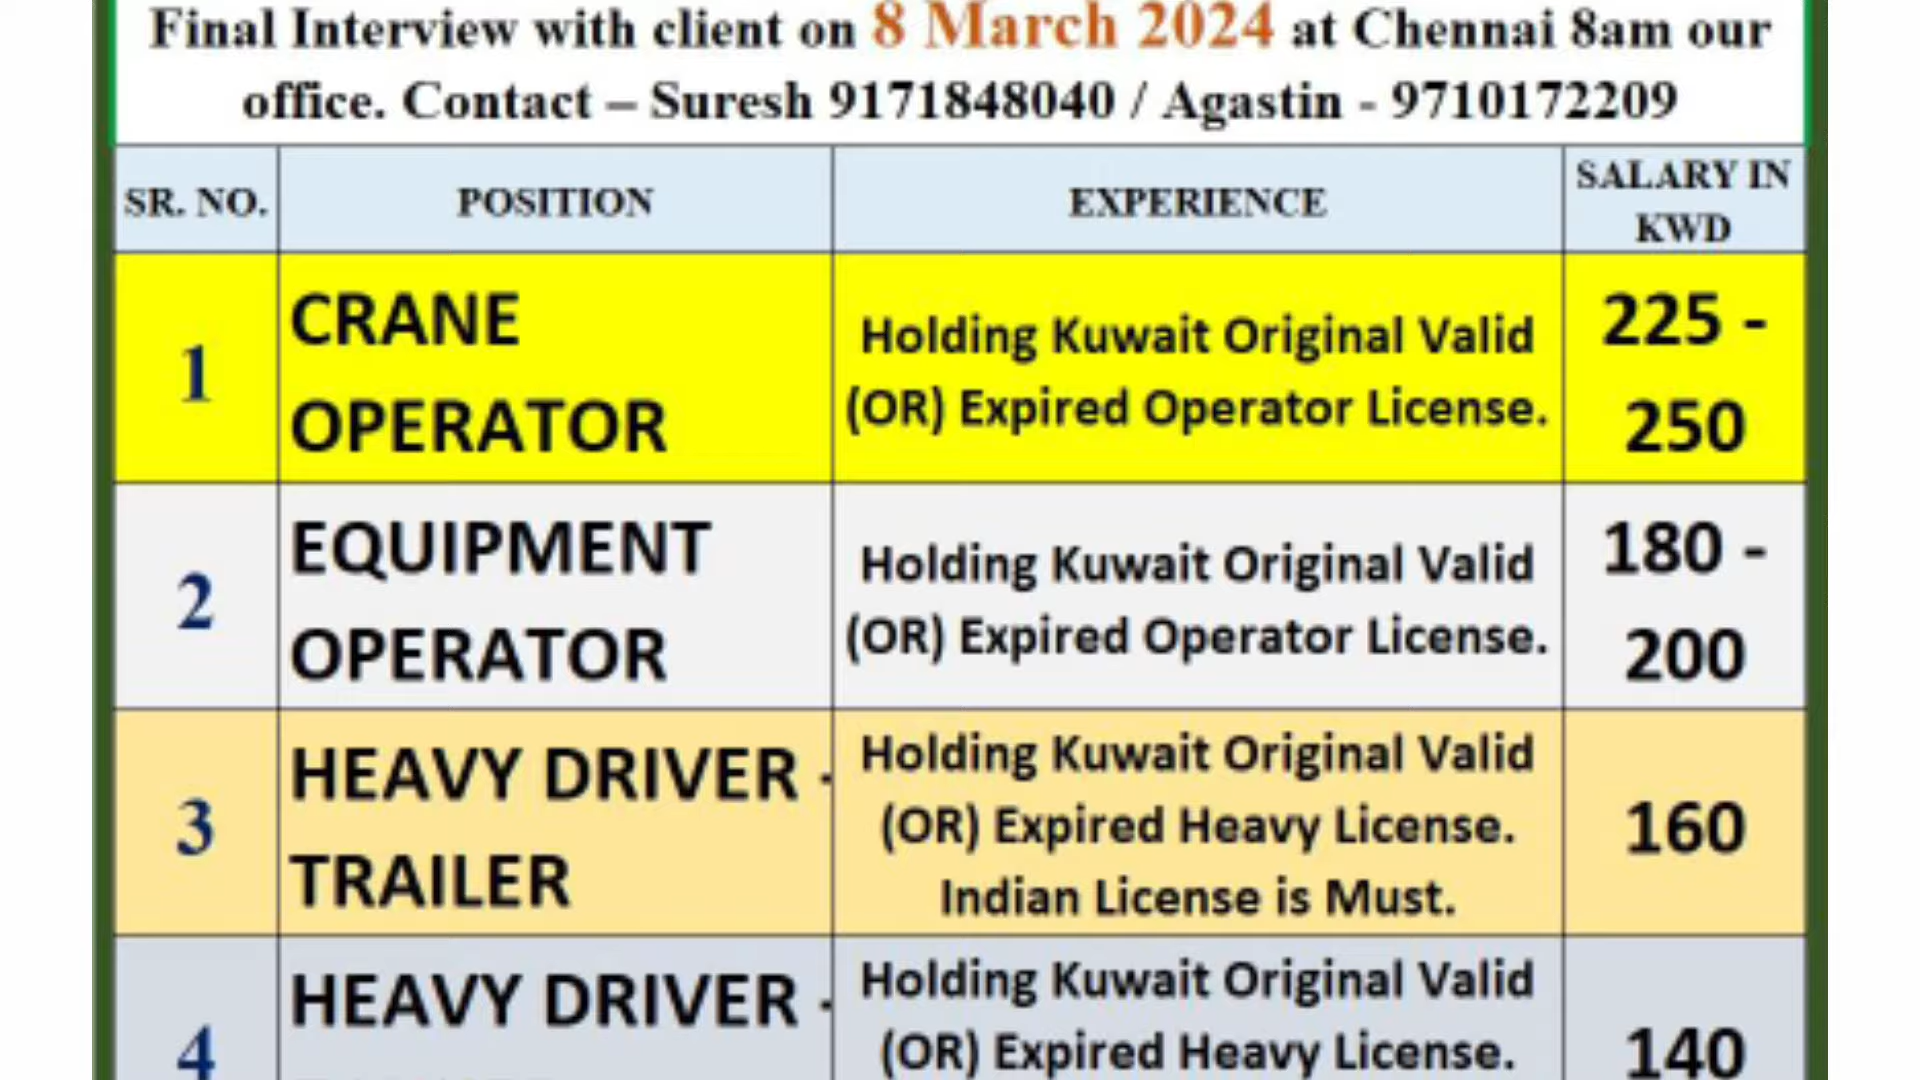 Final Interview with client on 8 March 2024 at Chennai 8am our
office. Contact – Suresh 9171848040 / Agastin - 9710172209
SR. NO.
POSITION
EXPERIENCE
SALARY IN
KWD
1
CRANE
OPERATOR
Holding Kuwait Original Valid
(OR) Expired Operator License.
225 -
250
2
EQUIPMENT
OPERATOR
Holding Kuwait Original Valid
(OR) Expired Operator License.
180 -
200
3
HEAVY DRIVER -
TRAILER
Holding Kuwait Original Valid
(OR) Expired Heavy License.
Indian License is Must.
160
4
HEAVY DRIVER -
Holding Kuwait Original Valid
(OR) Expired Heavy License.
140